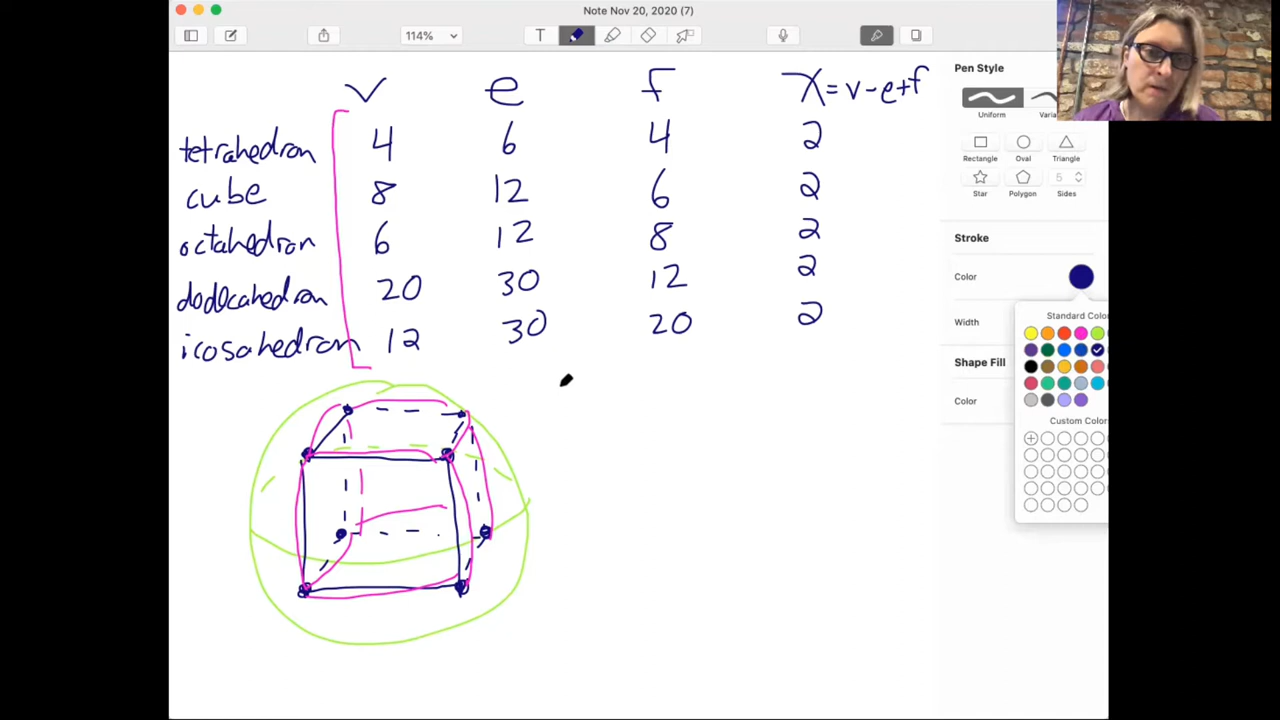 Note Nov 20, 2020 (7)
114%
T
v e f χ = v-e+f
tetrahedron 4 6 4 2
cube 8 12 6 2
octahedron 6 12 8 2
dodecahedron 20 30 12 2
icosahedron 12 30 20 2
Pen Style
Uniform Varia
Rectangle Oval Triangle
5
Star Polygon Sides
Stroke
Color
Standard Colors
Width
Shape Fill
Color
Custom Colors